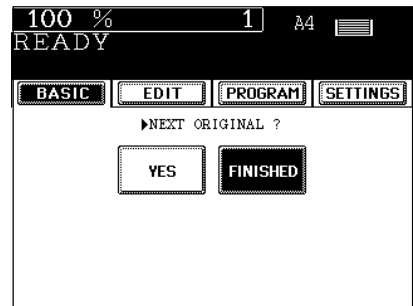 100 % 1 A4
READY
BASIC EDIT PROGRAM SETTINGS
▶NEXT ORIGINAL ?
YES FINISHED